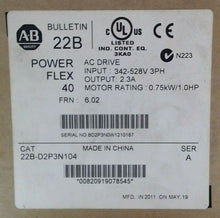 A·B
BULLETIN
22B
C UL US
LISTED
IND. CONT. EQ.
3KA0
N223
POWER
FLEX
40
AC DRIVE
INPUT : 342-528V 3PH
OUTPUT : 2.3A
MOTOR RATING : 0.75kW/1.0HP
FRN : 6.02
CAT
22B-D2P3N104
MADE IN CHINA
SER
A
*00820919078545*
MFD. IN 2011 ON MAY.19